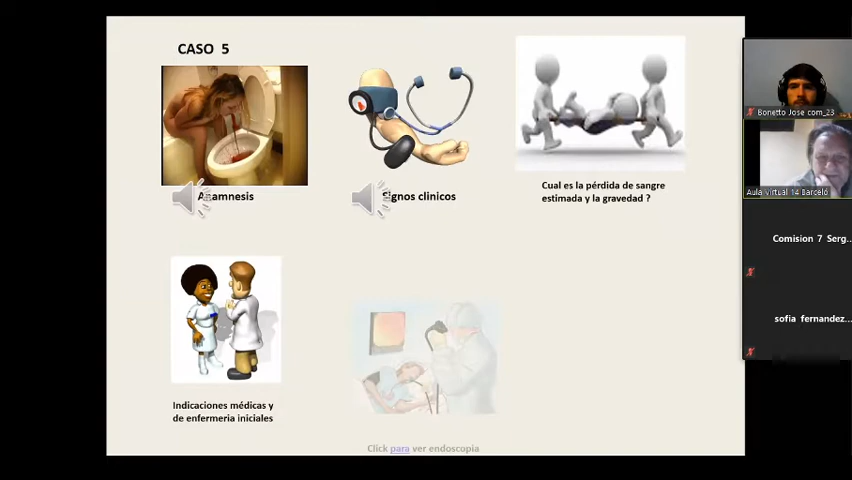 CASO 5
Anamnesis
Signos clinicos
Cual es la pérdida de sangre
estimada y la gravedad ?
Indicaciones médicas y
de enfermeria iniciales
Click para ver endoscopia
Bonetto Jose com_23
Aula Virtual 14 Barceló
Comision 7 Serg...
sofia fernandez...